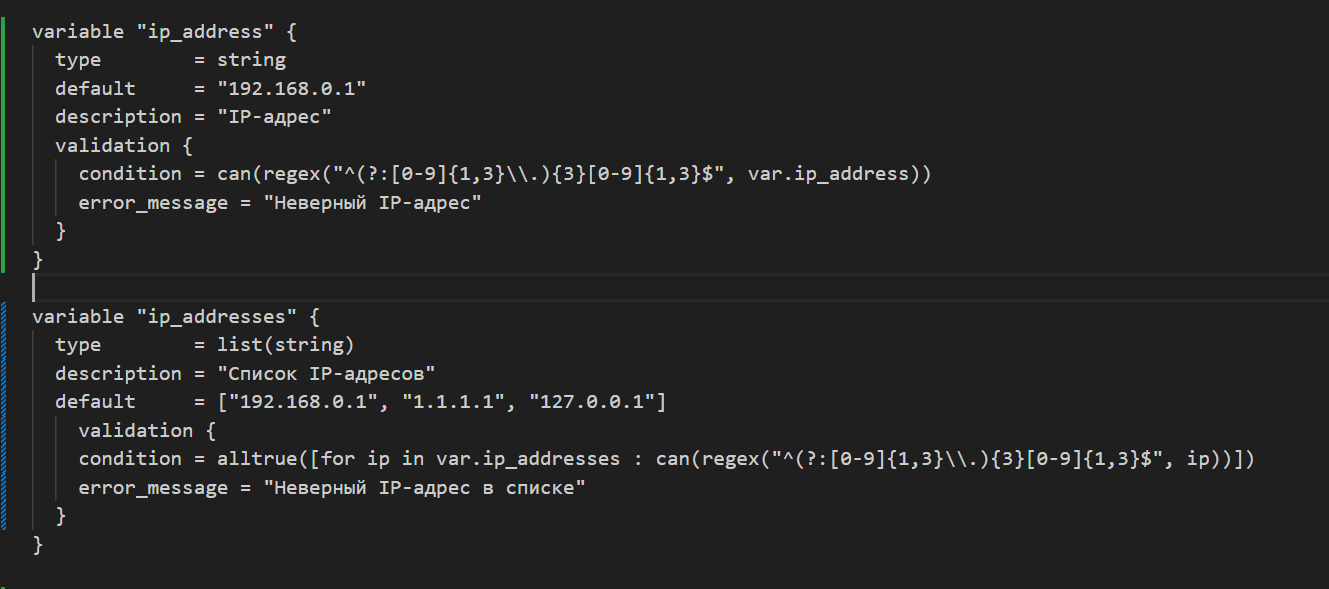 variable "ip_address" {
  type        = string
  default     = "192.168.0.1"
  description = "IP-адрес"
  validation {
    condition = can(regex("^(?:[0-9]{1,3}\\.){3}[0-9]{1,3}$", var.ip_address))
    error_message = "Неверный IP-адрес"
  }
}
variable "ip_addresses" {
  type        = list(string)
  description = "Список IP-адресов"
  default     = ["192.168.0.1", "1.1.1.1", "127.0.0.1"]
    validation {
    condition = alltrue([for ip in var.ip_addresses : can(regex("^(?:[0-9]{1,3}\\.){3}[0-9]{1,3}$", ip))])
    error_message = "Неверный IP-адрес в списке"
  }
}